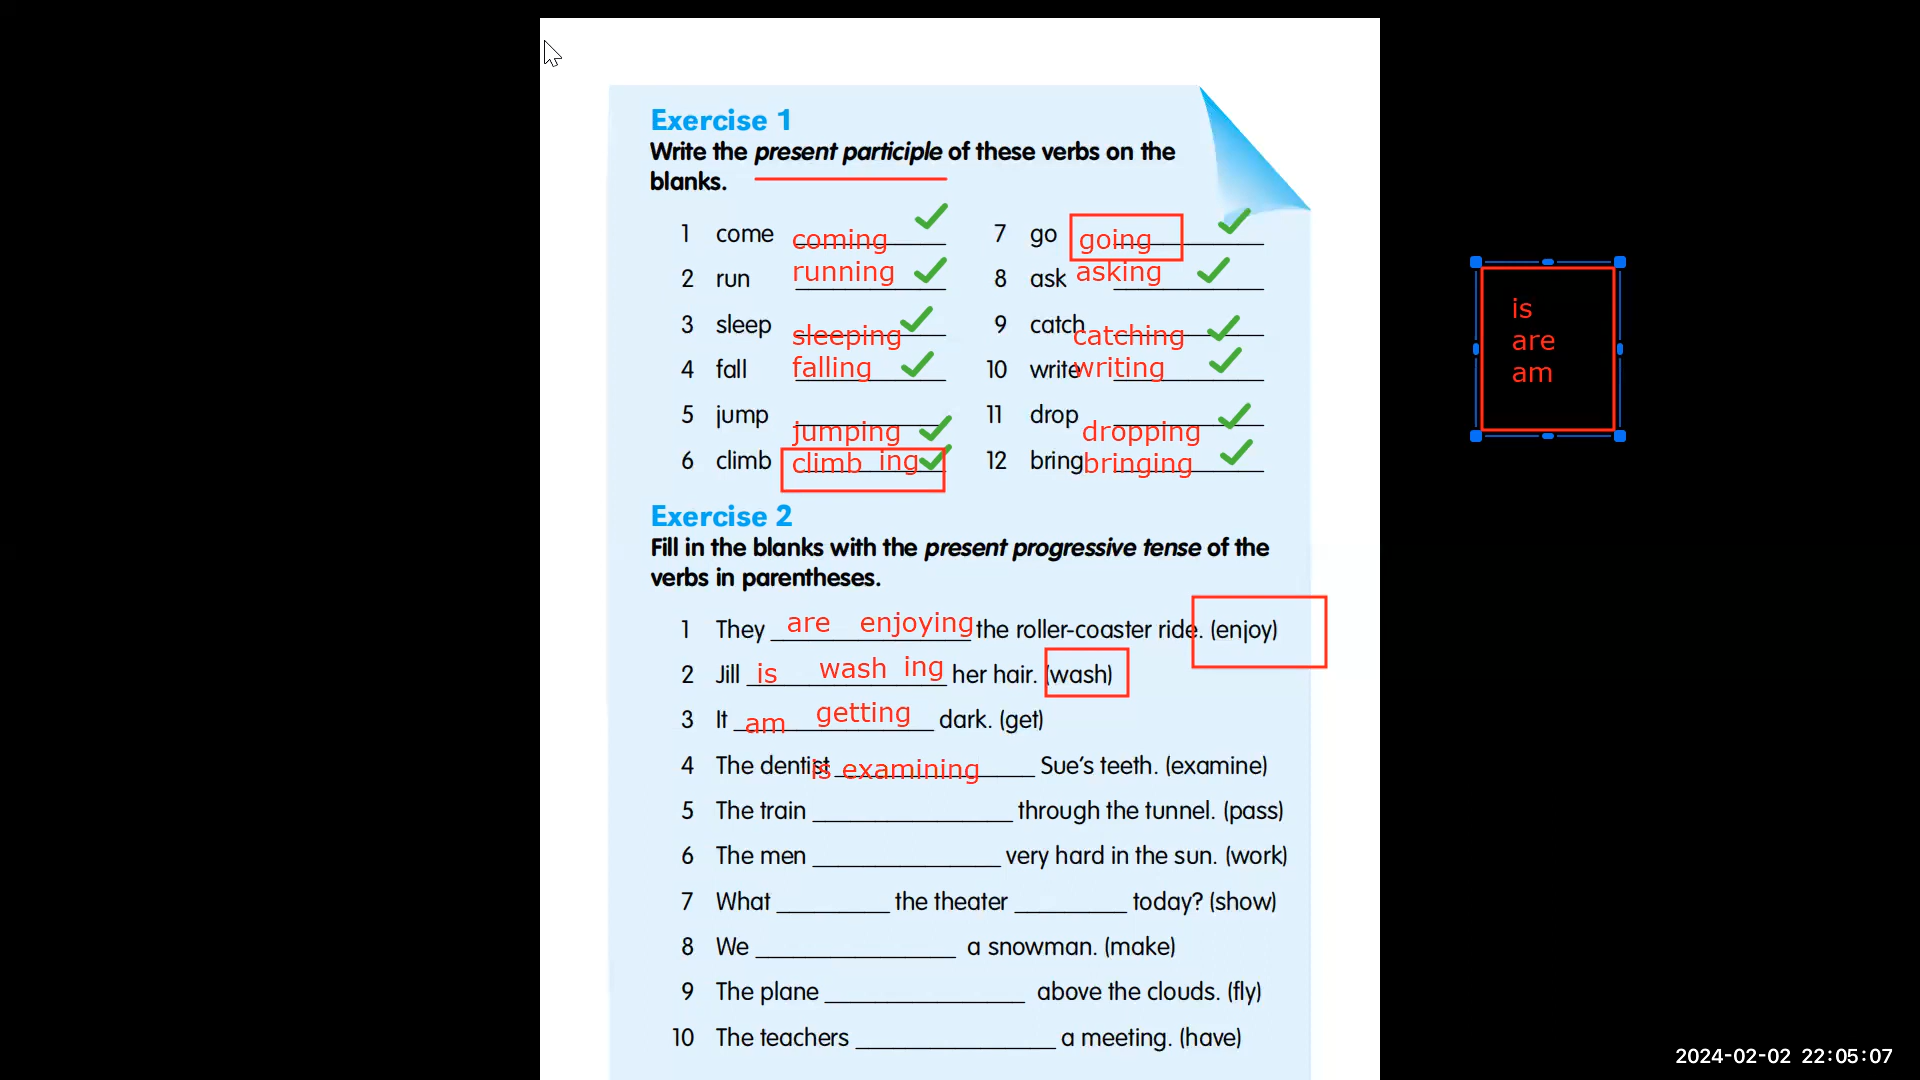 Exercise 1
Write the present participle of these verbs on the
blanks.
1 come coming 7 go going
2 run running 8 ask asking
3 sleep sleeping 9 catch catching
4 fall falling 10 write writing
5 jump jumping 11 drop dropping
6 climb climb ing 12 bring bringing
Exercise 2
Fill in the blanks with the present progressive tense of the
verbs in parentheses.
1 They are enjoying the roller-coaster ride. (enjoy)
2 Jill is wash ing her hair. (wash)
3 It am getting dark. (get)
4 The dentist is examining Sue's teeth. (examine)
5 The train ____ through the tunnel. (pass)
6 The men ____ very hard in the sun. (work)
7 What ____ the theater ____ today? (show)
8 We ____ a snowman. (make)
9 The plane ____ above the clouds. (fly)
10 The teachers ____ a meeting. (have)
is
are
am
2024-02-02 22:05:07